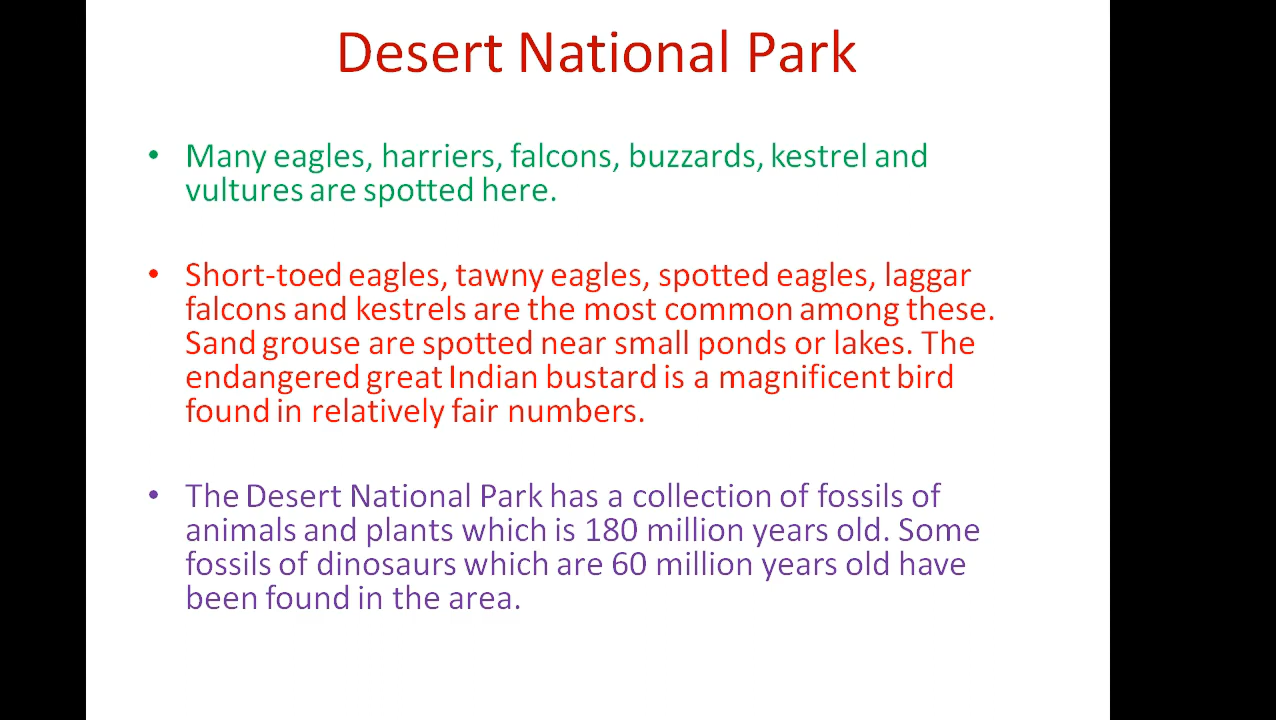 Desert National Park
• Many eagles, harriers, falcons, buzzards, kestrel and
vultures are spotted here.
• Short-toed eagles, tawny eagles, spotted eagles, laggar
falcons and kestrels are the most common among these.
Sand grouse are spotted near small ponds or lakes. The
endangered great Indian bustard is a magnificent bird
found in relatively fair numbers.
• The Desert National Park has a collection of fossils of
animals and plants which is 180 million years old. Some
fossils of dinosaurs which are 60 million years old have
been found in the area.